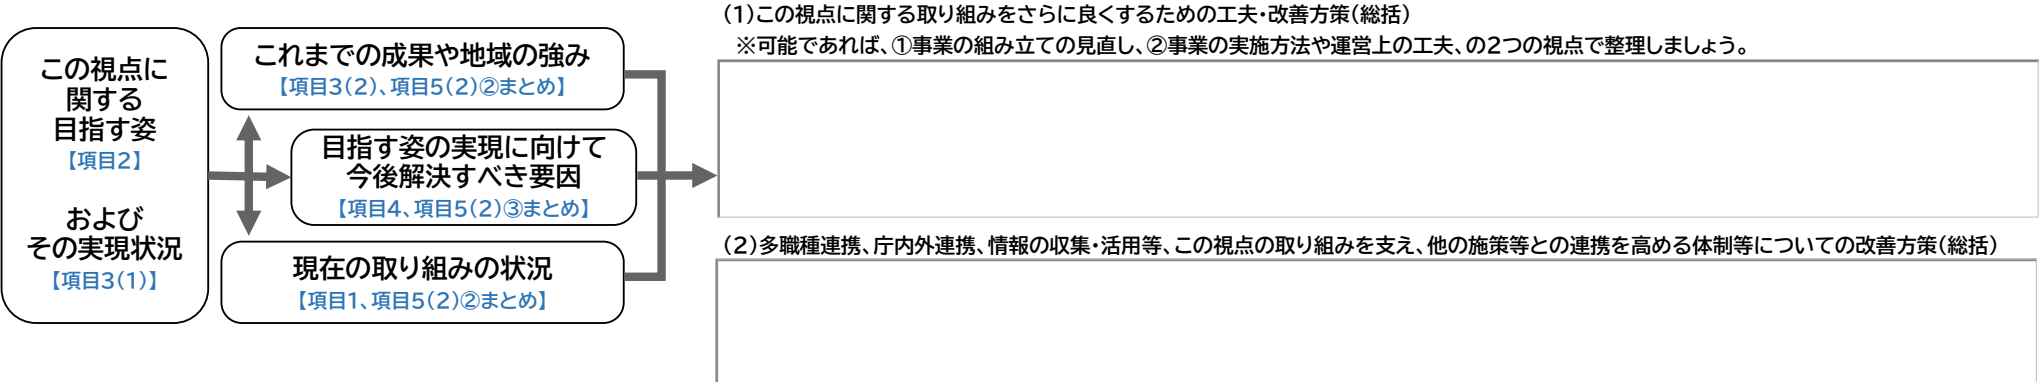 この視点に
関する
目指す姿
【項目2】
および
その実現状況
【項目3(1)】
これまでの成果や地域の強み
【項目3(2)、項目5(2)②まとめ】
目指す姿の実現に向けて
今後解決すべき要因
【項目4、項目5(2)③まとめ】
現在の取り組みの状況
【項目1、項目5(2)②まとめ】
(1)この視点に関する取り組みをさらに良くするための工夫・改善方策(総括)
※可能であれば、①事業の組み立ての見直し、②事業の実施方法や運営上の工夫、の2つの視点で整理しましょう。
(2)多職種連携、庁内外連携、情報の収集・活用等、この視点の取り組みを支え、他の施策等との連携を高める体制等についての改善方策(総括)